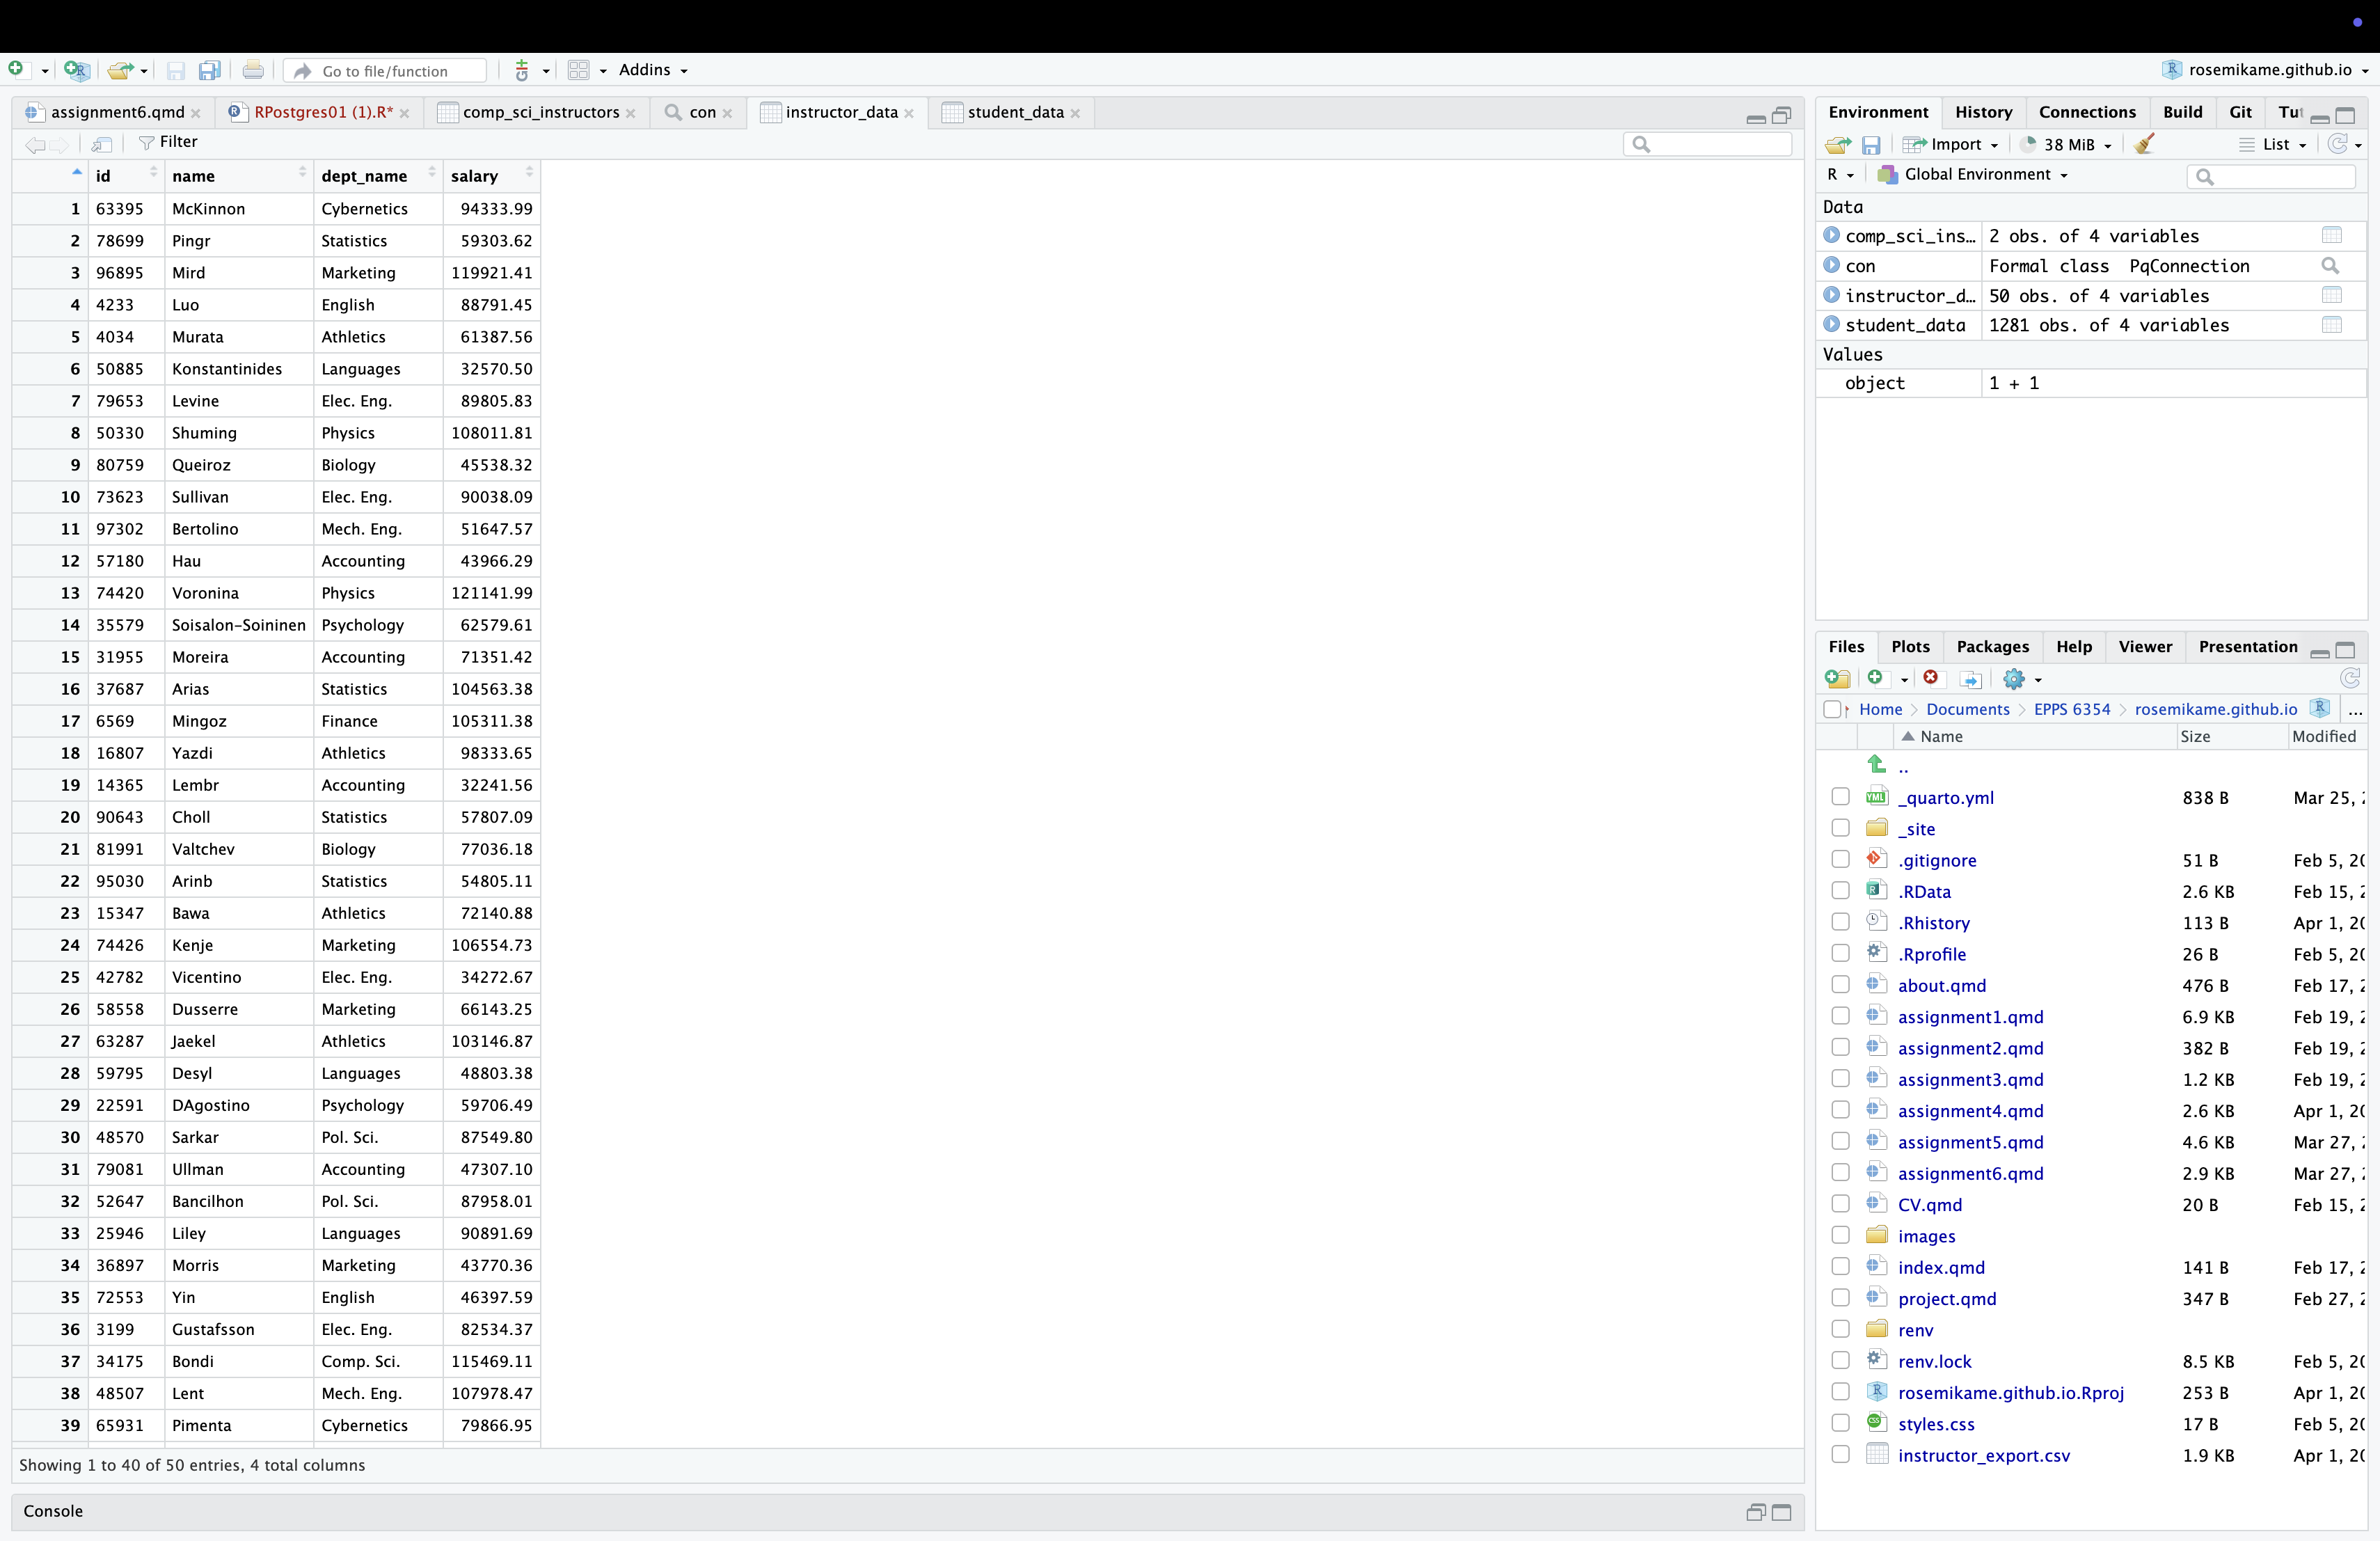 Go to file/function Addins rosemikame.github.io
assignment6.qmd RPostgres01 (1).R* comp_sci_instructors con instructor_data student_data
Filter
id name dept_name salary
1 63395 McKinnon Cybernetics 94333.99
2 78699 Pingr Statistics 59303.62
3 96895 Mird Marketing 119921.41
4 4233 Luo English 88791.45
5 4034 Murata Athletics 61387.56
6 50885 Konstantinides Languages 32570.50
7 79653 Levine Elec. Eng. 89805.83
8 50330 Shuming Physics 108011.81
9 80759 Queiroz Biology 45538.32
10 73623 Sullivan Elec. Eng. 90038.09
11 97302 Bertolino Mech. Eng. 51647.57
12 57180 Hau Accounting 43966.29
13 74420 Voronina Physics 121141.99
14 35579 Soisalon-Soininen Psychology 62579.61
15 31955 Moreira Accounting 71351.42
16 37687 Arias Statistics 104563.38
17 6569 Mingoz Finance 105311.38
18 16807 Yazdi Athletics 98333.65
19 14365 Lembr Accounting 32241.56
20 90643 Choll Statistics 57807.09
21 81991 Valtchev Biology 77036.18
22 95030 Arinb Statistics 54805.11
23 15347 Bawa Athletics 72140.88
24 74426 Kenje Marketing 106554.73
25 42782 Vicentino Elec. Eng. 34272.67
26 58558 Dusserre Marketing 66143.25
27 63287 Jaekel Athletics 103146.87
28 59795 Desyl Languages 48803.38
29 22591 DAgostino Psychology 59706.49
30 48570 Sarkar Pol. Sci. 87549.80
31 79081 Ullman Accounting 47307.10
32 52647 Bancilhon Pol. Sci. 87958.01
33 25946 Liley Languages 90891.69
34 36897 Morris Marketing 43770.36
35 72553 Yin English 46397.59
36 3199 Gustafsson Elec. Eng. 82534.37
37 34175 Bondi Comp. Sci. 115469.11
38 48507 Lent Mech. Eng. 107978.47
39 65931 Pimenta Cybernetics 79866.95
Showing 1 to 40 of 50 entries, 4 total columns
Console
Environment History Connections Build Git Tut
Import 38 MiB List
R Global Environment
Data
comp_sci_ins… 2 obs. of 4 variables
con Formal class PqConnection
instructor_d… 50 obs. of 4 variables
student_data 1281 obs. of 4 variables
Values
object 1 + 1
Files Plots Packages Help Viewer Presentation
Home Documents EPPS 6354 rosemikame.github.io ...
Name Size Modified
..
_quarto.yml 838 B Mar 25,
_site
.gitignore 51 B Feb 5, 20
.RData 2.6 KB Feb 15,
.Rhistory 113 B Apr 1, 20
.Rprofile 26 B Feb 5, 20
about.qmd 476 B Feb 17, 2
assignment1.qmd 6.9 KB Feb 19, 2
assignment2.qmd 382 B Feb 19, 2
assignment3.qmd 1.2 KB Feb 19, 2
assignment4.qmd 2.6 KB Apr 1, 20
assignment5.qmd 4.6 KB Mar 27,
assignment6.qmd 2.9 KB Mar 27,
CV.qmd 20 B Feb 15, 2
images
index.qmd 141 B Feb 17, 2
project.qmd 347 B Feb 27, 2
renv
renv.lock 8.5 KB Feb 5, 20
rosemikame.github.io.Rproj 253 B Apr 1, 20
styles.css 17 B Feb 5, 20
instructor_export.csv 1.9 KB Apr 1, 20